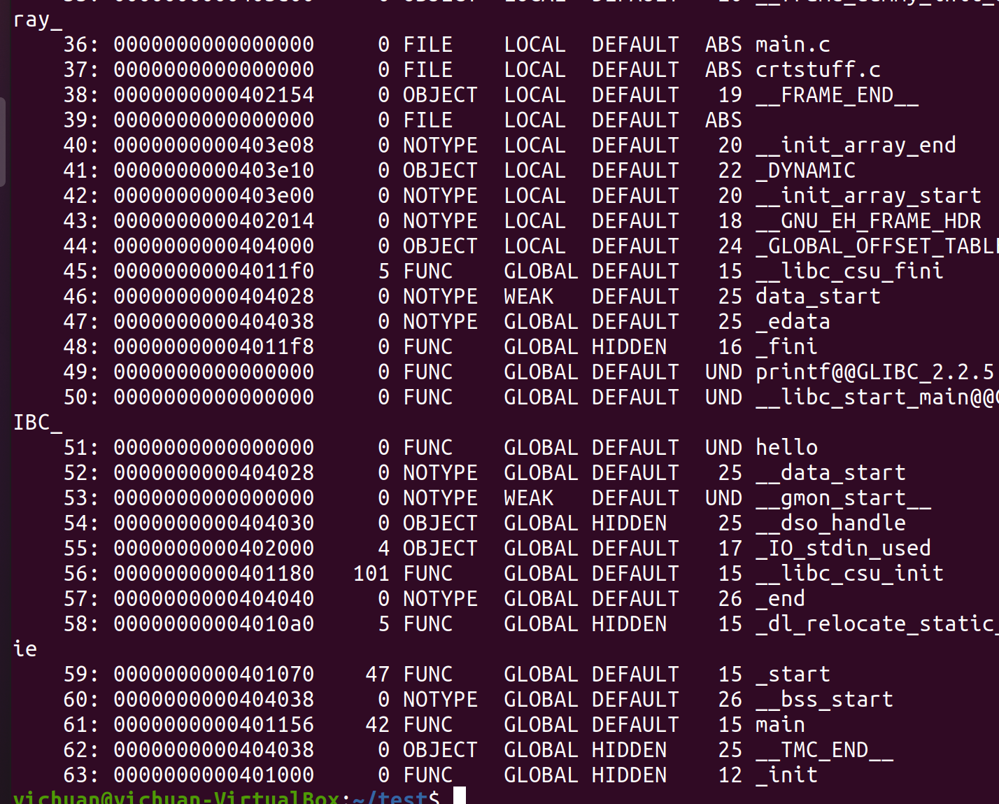 ray_
36: 0000000000000000 0 FILE LOCAL DEFAULT ABS main.c
37: 0000000000000000 0 FILE LOCAL DEFAULT ABS crtstuff.c
38: 0000000000402154 0 OBJECT LOCAL DEFAULT 19 __FRAME_END__
39: 0000000000000000 0 FILE LOCAL DEFAULT ABS
40: 0000000000403e08 0 NOTYPE LOCAL DEFAULT 20 __init_array_end
41: 0000000000403e10 0 OBJECT LOCAL DEFAULT 22 _DYNAMIC
42: 0000000000403e00 0 NOTYPE LOCAL DEFAULT 20 __init_array_start
43: 0000000000402014 0 NOTYPE LOCAL DEFAULT 18 __GNU_EH_FRAME_HDR
44: 0000000000404000 0 OBJECT LOCAL DEFAULT 24 _GLOBAL_OFFSET_TABL
45: 00000000004011f0 5 FUNC GLOBAL DEFAULT 15 __libc_csu_fini
46: 0000000000404028 0 NOTYPE WEAK DEFAULT 25 data_start
47: 0000000000404038 0 NOTYPE GLOBAL DEFAULT 25 _edata
48: 00000000004011f8 0 FUNC GLOBAL HIDDEN 16 _fini
49: 0000000000000000 0 FUNC GLOBAL DEFAULT UND printf@@GLIBC_2.2.5
50: 0000000000000000 0 FUNC GLOBAL DEFAULT UND __libc_start_main@@
IBC_
51: 0000000000000000 0 FUNC GLOBAL DEFAULT UND hello
52: 0000000000404028 0 NOTYPE GLOBAL DEFAULT 25 __data_start
53: 0000000000000000 0 NOTYPE WEAK DEFAULT UND __gmon_start__
54: 0000000000404030 0 OBJECT GLOBAL HIDDEN 25 __dso_handle
55: 0000000000402000 4 OBJECT GLOBAL DEFAULT 17 _IO_stdin_used
56: 0000000000401180 101 FUNC GLOBAL DEFAULT 15 __libc_csu_init
57: 0000000000404040 0 NOTYPE GLOBAL DEFAULT 26 _end
58: 00000000004010a0 5 FUNC GLOBAL HIDDEN 15 _dl_relocate_static_
ie
59: 0000000000401070 47 FUNC GLOBAL DEFAULT 15 _start
60: 0000000000404038 0 NOTYPE GLOBAL DEFAULT 26 __bss_start
61: 0000000000401156 42 FUNC GLOBAL DEFAULT 15 main
62: 0000000000404038 0 OBJECT GLOBAL HIDDEN 25 __TMC_END__
63: 0000000000401000 0 FUNC GLOBAL HIDDEN 12 _init
yichuan@yichuan-VirtualBox:~/test$